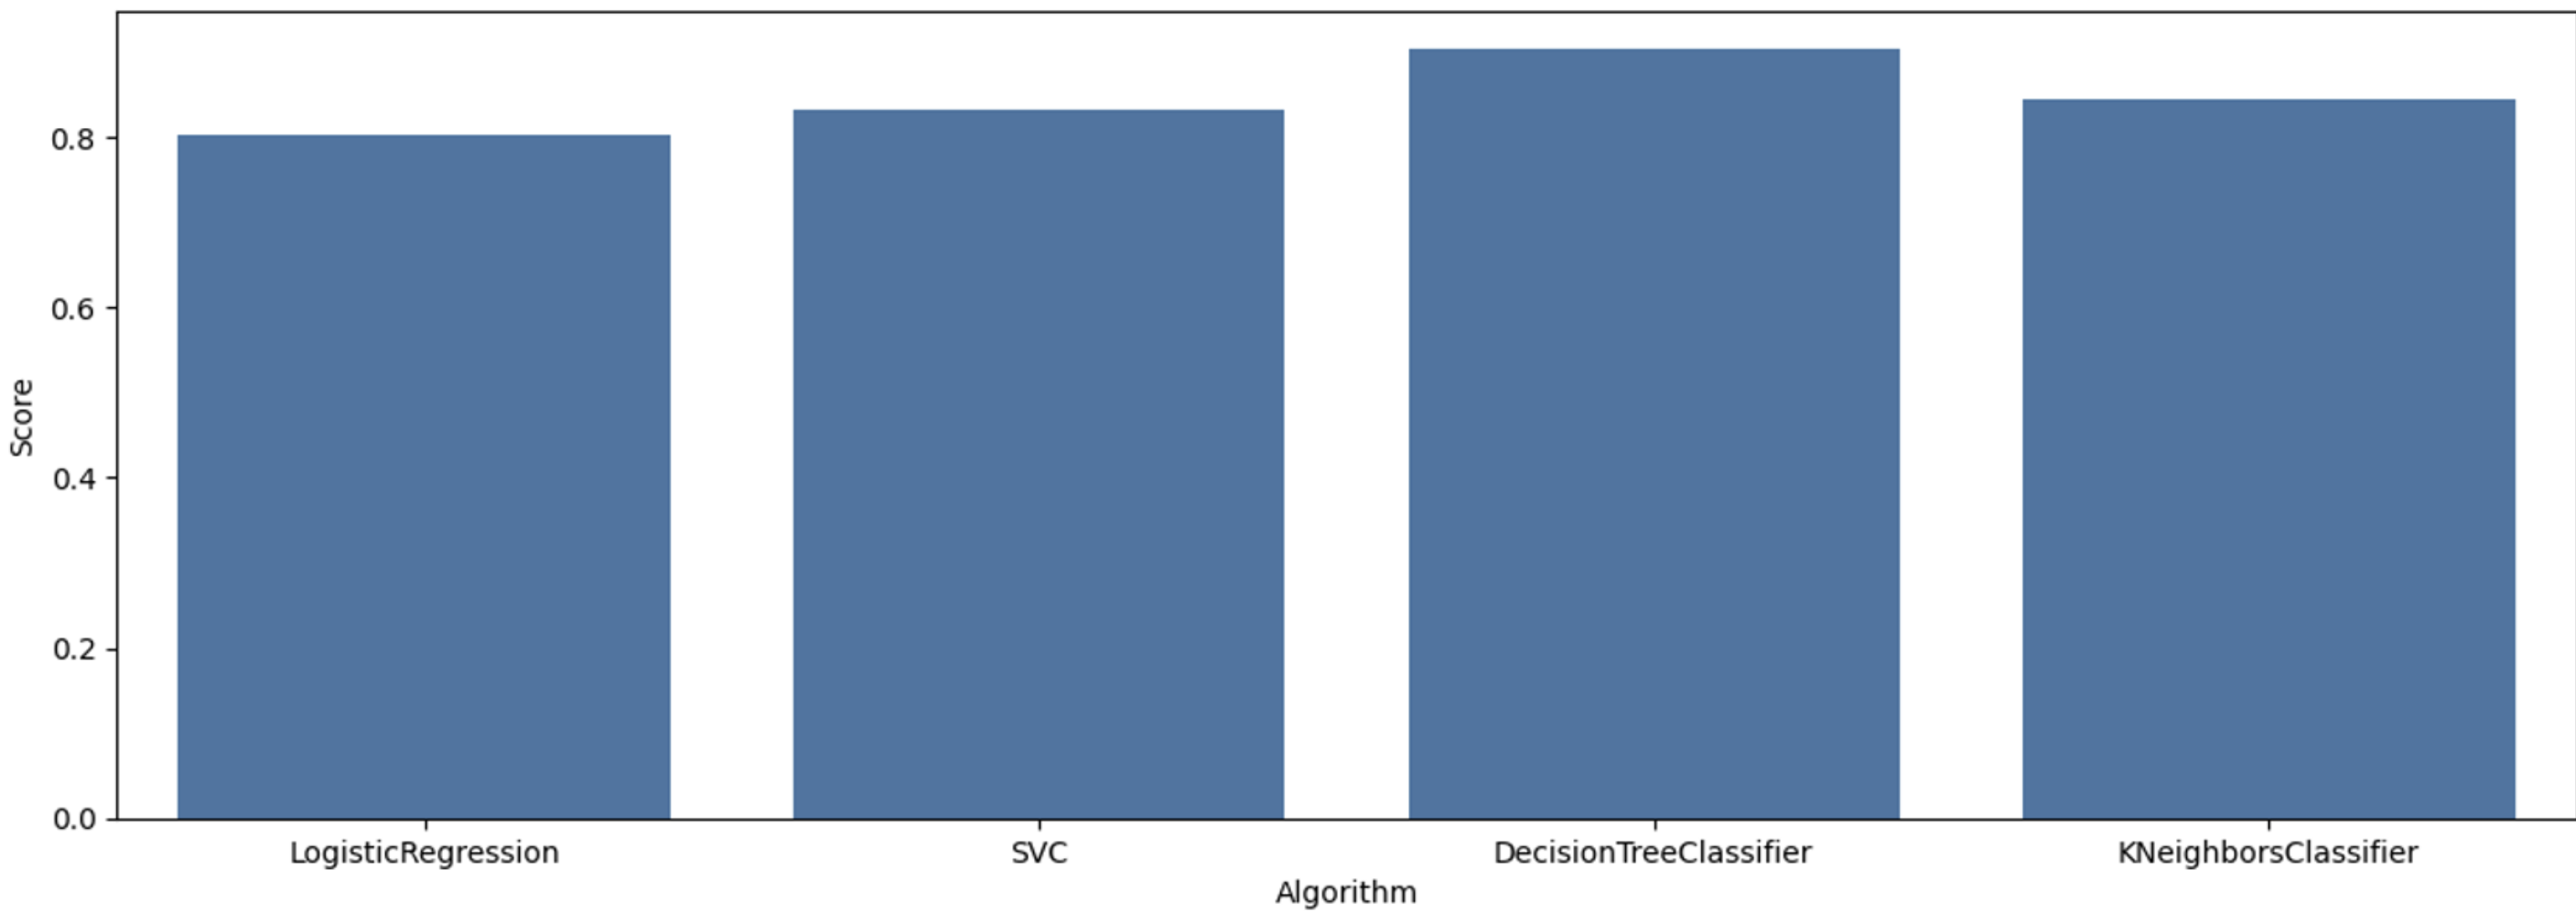 0.8
0.6
0.4
0.2
0.0
Score
LogisticRegression
SVC
DecisionTreeClassifier
KNeighborsClassifier
Algorithm